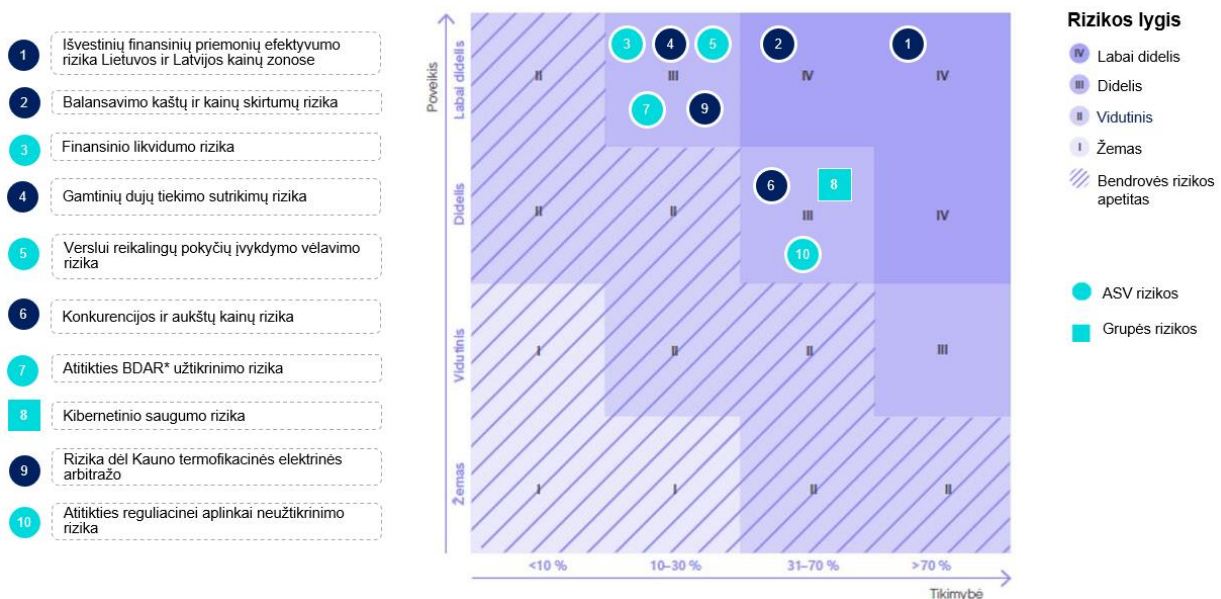 1
Išvestinių finansinių priemonių efektyvumo
rizika Lietuvos ir Latvijos kainų zonose
2
Balansavimo kaštų ir kainų skirtumų rizika
3
Finansinio likvidumo rizika
4
Gamtinių dujų tiekimo sutrikimų rizika
5
Verslui reikalingų pokyčių įvykdymo vėlavimo
rizika
6
Konkurencijos ir aukštų kainų rizika
7
Atitikties BDAR* užtikrinimo rizika
8
Kibernetinio saugumo rizika
9
Rizika dėl Kauno termofikacinės elektrinės
arbitražo
10
Atitikties reguliacinei aplinkai neužtikrinimo
rizika
Poveikis
Labai didelis
Didelis
Vidutinis
Žemas
3 4 5 2 1
II III IV IV
7 9
6 8
II II III IV
10
I II II III
I I II II
<10 % 10–30 % 31–70 % >70 %
Tikimybė
Rizikos lygis
IV Labai didelis
III Didelis
II Vidutinis
I Žemas
Bendrovės rizikos
apetitas
ASV rizikos
Grupės rizikos